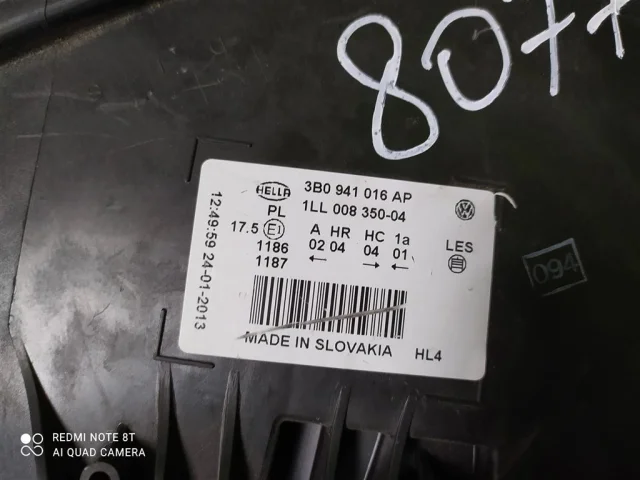 8077
HELLA 3B0 941 016 AP
PL 1LL 008 350-04
17.5 E1 A HR HC 1a
1186 02 04 04 01 LES
1187 ← → ←
12:49:59 24-01-2013
MADE IN SLOVAKIA HL4
094
REDMI NOTE 8T
AI QUAD CAMERA